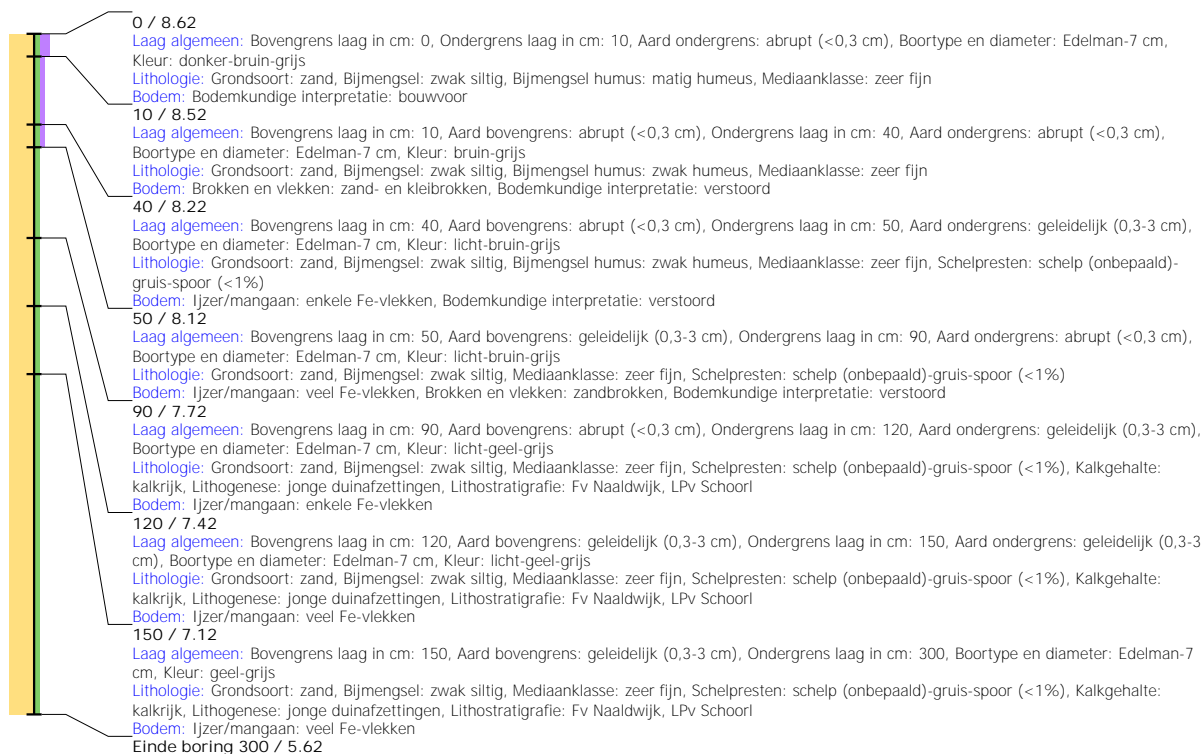 0 / 8.62
Laag algemeen: Bovengrens laag in cm: 0, Ondergrens laag in cm: 10, Aard ondergrens: abrupt (<0,3 cm), Boortype en diameter: Edelman-7 cm,
Kleur: donker-bruin-grijs
Lithologie: Grondsoort: zand, Bijmengsel: zwak siltig, Bijmengsel humus: matig humeus, Mediaanklasse: zeer fijn
Bodem: Bodemkundige interpretatie: bouwvoor
10 / 8.52
Laag algemeen: Bovengrens laag in cm: 10, Aard bovengrens: abrupt (<0,3 cm), Ondergrens laag in cm: 40, Aard ondergrens: abrupt (<0,3 cm),
Boortype en diameter: Edelman-7 cm, Kleur: bruin-grijs
Lithologie: Grondsoort: zand, Bijmengsel: zwak siltig, Bijmengsel humus: zwak humeus, Mediaanklasse: zeer fijn
Bodem: Brokken en vlekken: zand- en kleibrokken, Bodemkundige interpretatie: verstoord
40 / 8.22
Laag algemeen: Bovengrens laag in cm: 40, Aard bovengrens: abrupt (<0,3 cm), Ondergrens laag in cm: 50, Aard ondergrens: geleidelijk (0,3-3 cm),
Boortype en diameter: Edelman-7 cm, Kleur: licht-bruin-grijs
Lithologie: Grondsoort: zand, Bijmengsel: zwak siltig, Bijmengsel humus: zwak humeus, Mediaanklasse: zeer fijn, Schelpresten: schelp (onbepaald)-
gruis-spoor (<1%)
Bodem: Ijzer/mangaan: enkele Fe-vlekken, Bodemkundige interpretatie: verstoord
50 / 8.12
Laag algemeen: Bovengrens laag in cm: 50, Aard bovengrens: geleidelijk (0,3-3 cm), Ondergrens laag in cm: 90, Aard ondergrens: abrupt (<0,3 cm),
Boortype en diameter: Edelman-7 cm, Kleur: licht-bruin-grijs
Lithologie: Grondsoort: zand, Bijmengsel: zwak siltig, Mediaanklasse: zeer fijn, Schelpresten: schelp (onbepaald)-gruis-spoor (<1%)
Bodem: Ijzer/mangaan: veel Fe-vlekken, Brokken en vlekken: zandbrokken, Bodemkundige interpretatie: verstoord
90 / 7.72
Laag algemeen: Bovengrens laag in cm: 90, Aard bovengrens: abrupt (<0,3 cm), Ondergrens laag in cm: 120, Aard ondergrens: geleidelijk (0,3-3 cm),
Boortype en diameter: Edelman-7 cm, Kleur: licht-geel-grijs
Lithologie: Grondsoort: zand, Bijmengsel: zwak siltig, Mediaanklasse: zeer fijn, Schelpresten: schelp (onbepaald)-gruis-spoor (<1%), Kalkgehalte:
kalkrijk, Lithogenese: jonge duinafzettingen, Lithostratigrafie: Fv Naaldwijk, LPv Schoorl
Bodem: Ijzer/mangaan: enkele Fe-vlekken
120 / 7.42
Laag algemeen: Bovengrens laag in cm: 120, Aard bovengrens: geleidelijk (0,3-3 cm), Ondergrens laag in cm: 150, Aard ondergrens: geleidelijk (0,3-3
cm), Boortype en diameter: Edelman-7 cm, Kleur: licht-geel-grijs
Lithologie: Grondsoort: zand, Bijmengsel: zwak siltig, Mediaanklasse: zeer fijn, Schelpresten: schelp (onbepaald)-gruis-spoor (<1%), Kalkgehalte:
kalkrijk, Lithogenese: jonge duinafzettingen, Lithostratigrafie: Fv Naaldwijk, LPv Schoorl
Bodem: Ijzer/mangaan: veel Fe-vlekken
150 / 7.12
Laag algemeen: Bovengrens laag in cm: 150, Aard bovengrens: geleidelijk (0,3-3 cm), Ondergrens laag in cm: 300, Boortype en diameter: Edelman-7
cm, Kleur: geel-grijs
Lithologie: Grondsoort: zand, Bijmengsel: zwak siltig, Mediaanklasse: zeer fijn, Schelpresten: schelp (onbepaald)-gruis-spoor (<1%), Kalkgehalte:
kalkrijk, Lithogenese: jonge duinafzettingen, Lithostratigrafie: Fv Naaldwijk, LPv Schoorl
Bodem: Ijzer/mangaan: veel Fe-vlekken
Einde boring 300 / 5.62